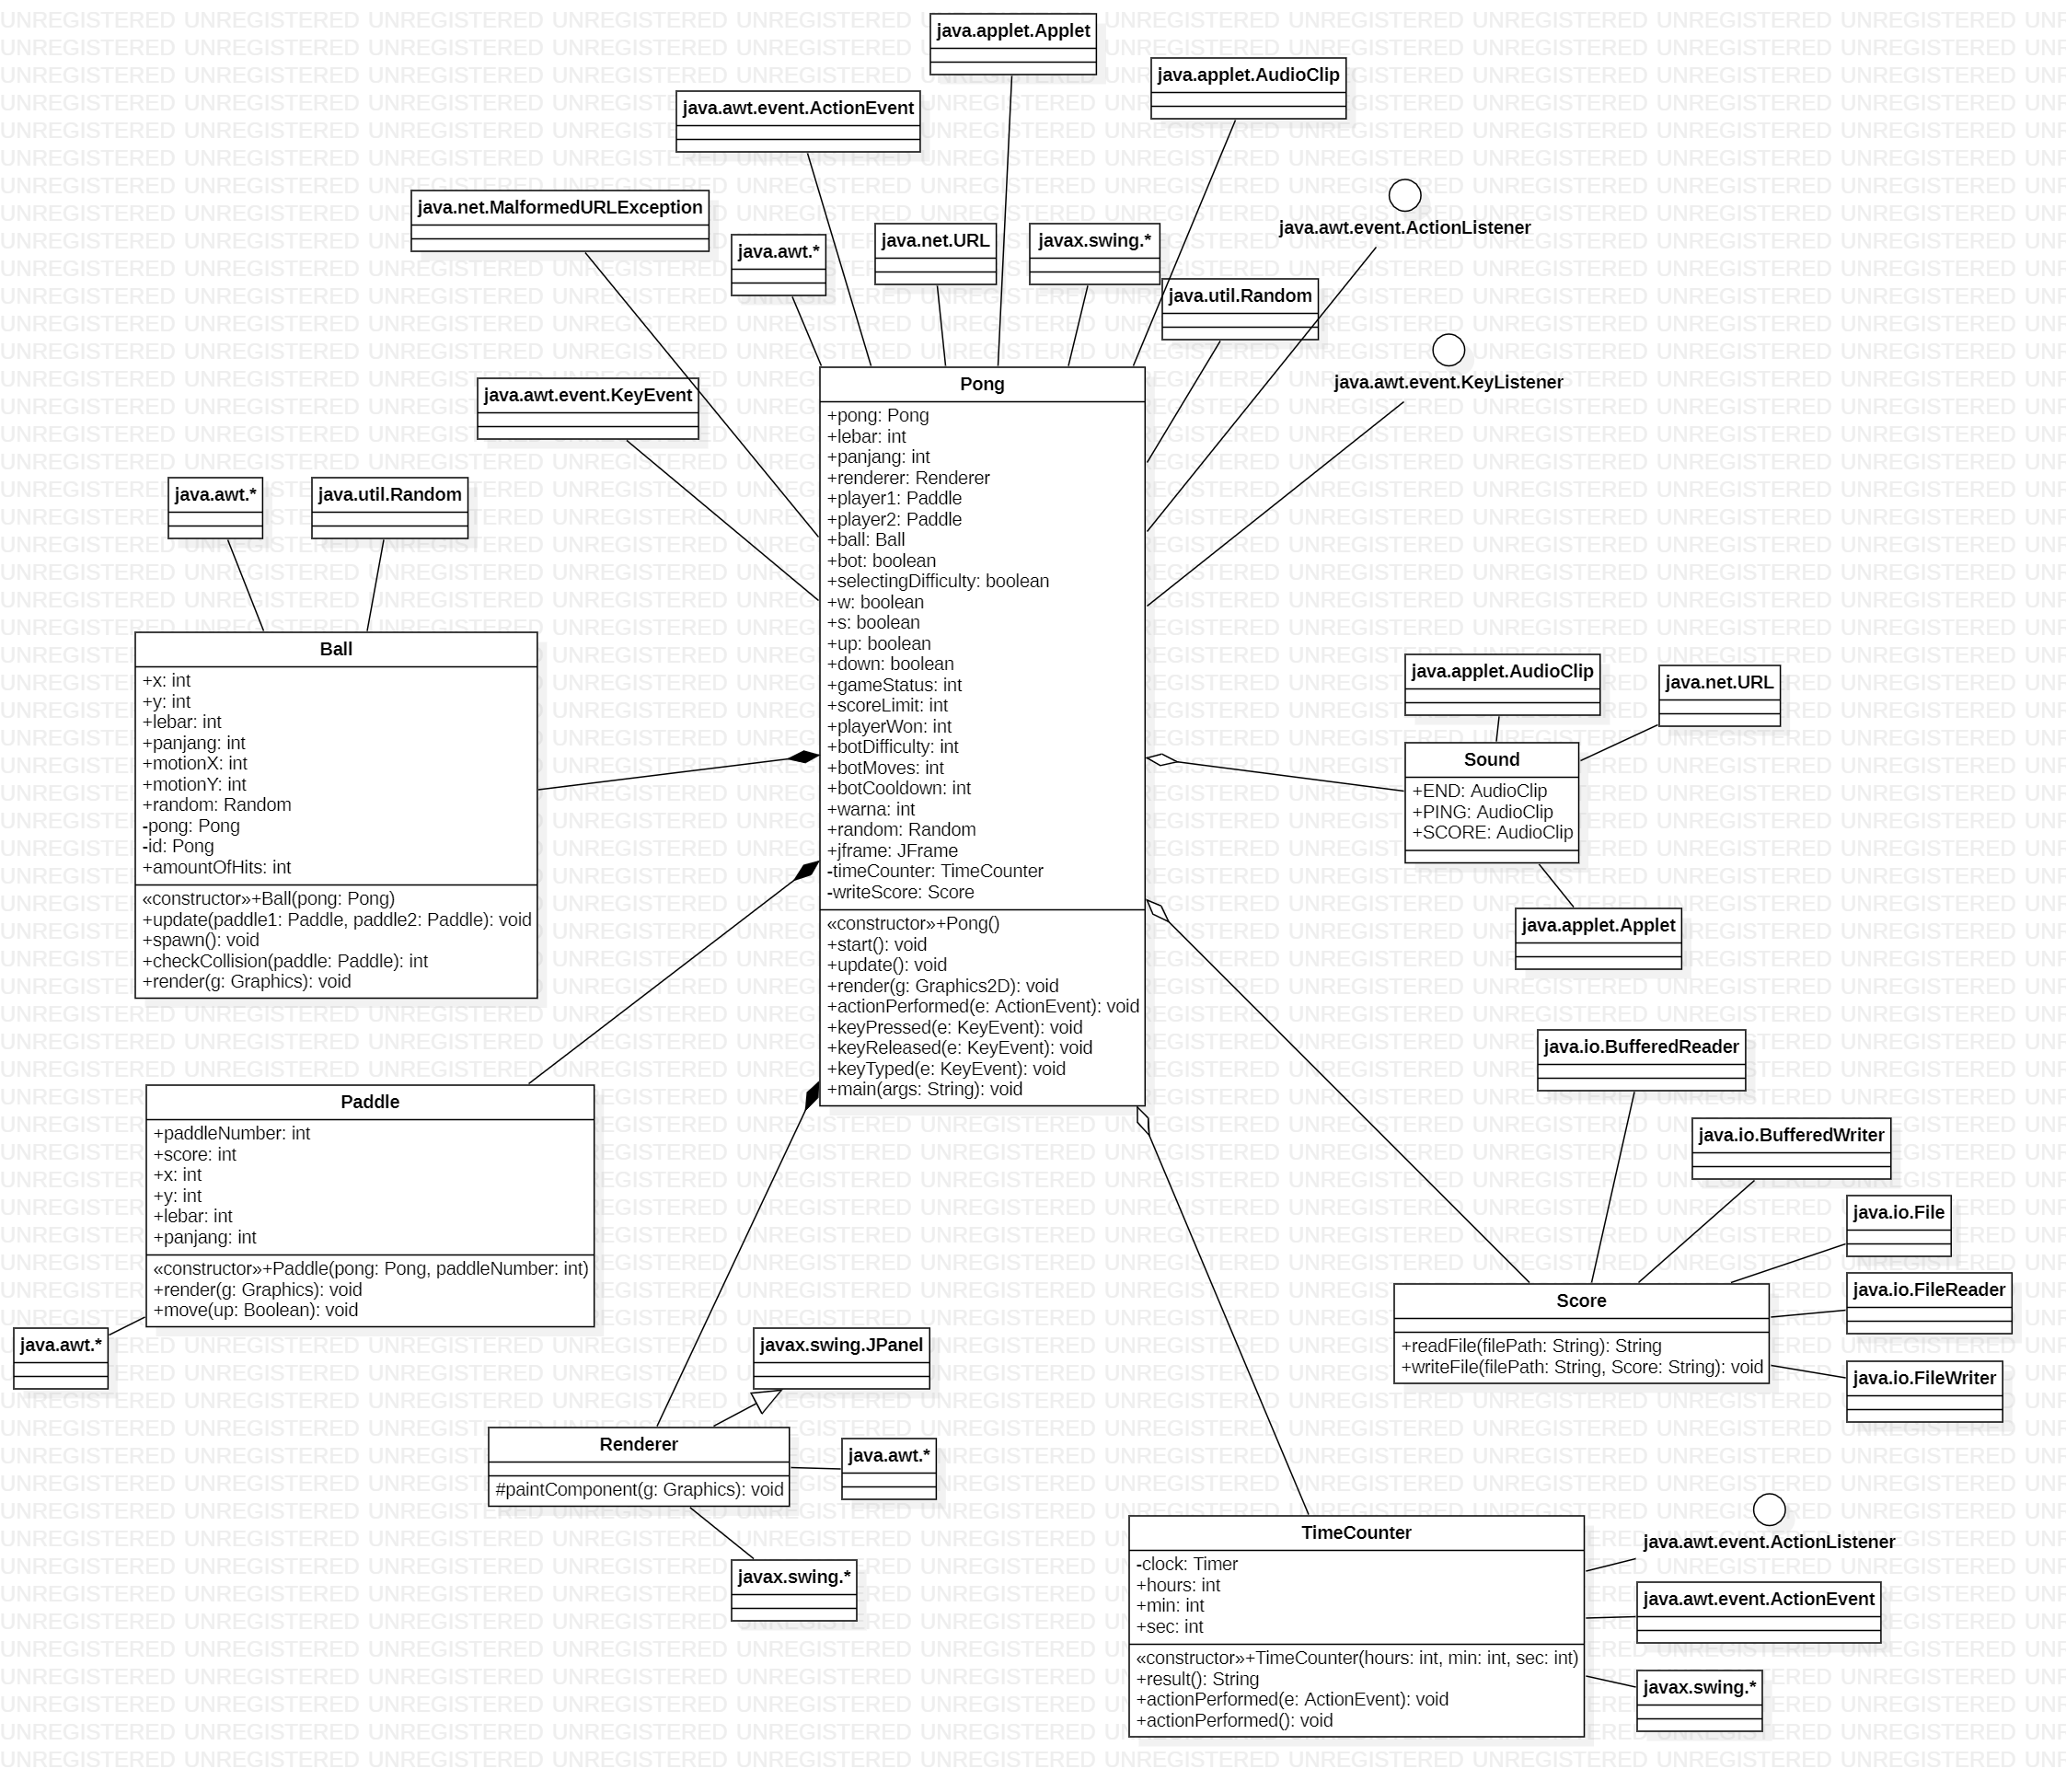 java.applet.Applet
java.applet.AudioClip
java.awt.event.ActionEvent
java.net.MalformedURLException
java.awt.*
java.net.URL
javax.swing.*
java.awt.event.ActionListener
java.util.Random
java.awt.event.KeyListener
java.awt.event.KeyEvent
Pong
+pong: Pong
+lebar: int
+panjang: int
+renderer: Renderer
+player1: Paddle
+player2: Paddle
+ball: Ball
+bot: boolean
+selectingDifficulty: boolean
+w: boolean
+s: boolean
+up: boolean
+down: boolean
+gameStatus: int
+scoreLimit: int
+playerWon: int
+botDifficulty: int
+botMoves: int
+botCooldown: int
+warna: int
+random: Random
+jframe: JFrame
-timeCounter: TimeCounter
-writeScore: Score
«constructor»+Pong()
+start(): void
+update(): void
+render(g: Graphics2D): void
+actionPerformed(e: ActionEvent): void
+keyPressed(e: KeyEvent): void
+keyReleased(e: KeyEvent): void
+keyTyped(e: KeyEvent): void
+main(args: String): void
java.awt.*
java.util.Random
Ball
+x: int
+y: int
+lebar: int
+panjang: int
+motionX: int
+motionY: int
+random: Random
-pong: Pong
-id: Pong
+amountOfHits: int
«constructor»+Ball(pong: Pong)
+update(paddle1: Paddle, paddle2: Paddle): void
+spawn(): void
+checkCollision(paddle: Paddle): int
+render(g: Graphics): void
java.applet.AudioClip
java.net.URL
Sound
+END: AudioClip
+PING: AudioClip
+SCORE: AudioClip
java.applet.Applet
Paddle
+paddleNumber: int
+score: int
+x: int
+y: int
+lebar: int
+panjang: int
«constructor»+Paddle(pong: Pong, paddleNumber: int)
+render(g: Graphics): void
+move(up: Boolean): void
java.awt.*
java.io.BufferedReader
java.io.BufferedWriter
java.io.File
java.io.FileReader
java.io.FileWriter
Score
+readFile(filePath: String): String
+writeFile(filePath: String, Score: String): void
javax.swing.JPanel
Renderer
#paintComponent(g: Graphics): void
java.awt.*
javax.swing.*
TimeCounter
-clock: Timer
+hours: int
+min: int
+sec: int
«constructor»+TimeCounter(hours: int, min: int, sec: int)
+result(): String
+actionPerformed(e: ActionEvent): void
+actionPerformed(): void
java.awt.event.ActionListener
java.awt.event.ActionEvent
javax.swing.*
UNREGISTERED